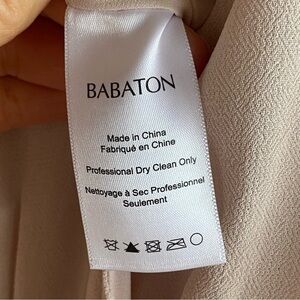 BABATON
Made in China
Fabriqué en Chine
Professional Dry Clean Only
Nettoyage à Sec Professionnel
Seulement